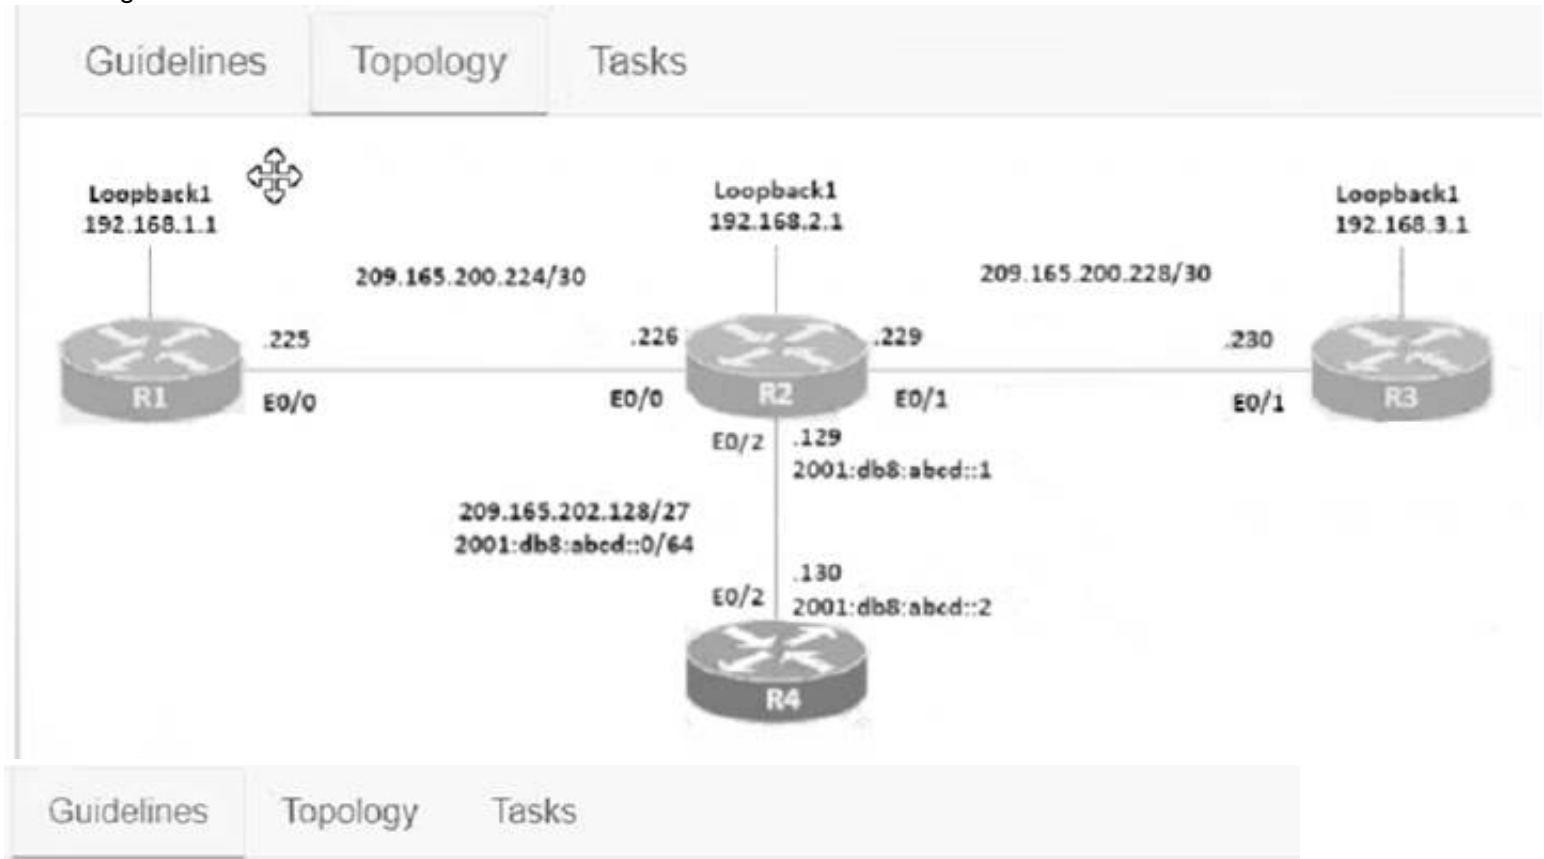 Guidelines Topology Tasks
Loopback1 Loopback1 Loopback1
192.168.1.1 192.168.2.1 192.168.3.1
209.165.200.224/30 209.165.200.228/30
.225 .226 .229 .230
R1 R2 R3
E0/0 E0/0 E0/1 E0/1
E0/2 .129
2001:db8:abcd::1
209.165.202.128/27
2001:db8:abcd::0/64
.130
E0/2 2001:db8:abcd::2
R4
Guidelines Topology Tasks